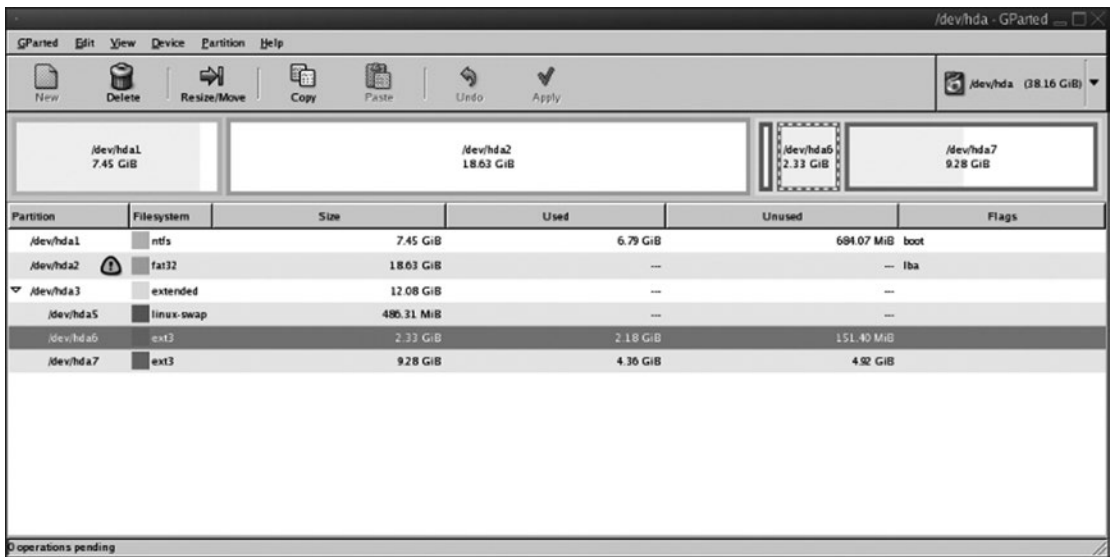 /dev/hda - GParted
GParted Edit View Device Partition Help
New Delete Resize/Move Copy Paste Undo Apply /dev/hda (38.16 GiB)
/dev/hda1 /dev/hda2 /dev/hda6 /dev/hda7
7.45 GiB 18.63 GiB 2.33 GiB 9.28 GiB
Partition Filesystem Size Used Unused Flags
/dev/hda1 ntfs 7.45 GiB 6.79 GiB 684.07 MiB boot
/dev/hda2 fat32 18.63 GiB --- --- lba
/dev/hda3 extended 12.08 GiB --- ---
/dev/hda5 linux-swap 486.31 MiB --- ---
/dev/hda6 ext3 2.33 GiB 2.18 GiB 151.40 MiB
/dev/hda7 ext3 9.28 GiB 4.36 GiB 4.92 GiB
0 operations pending